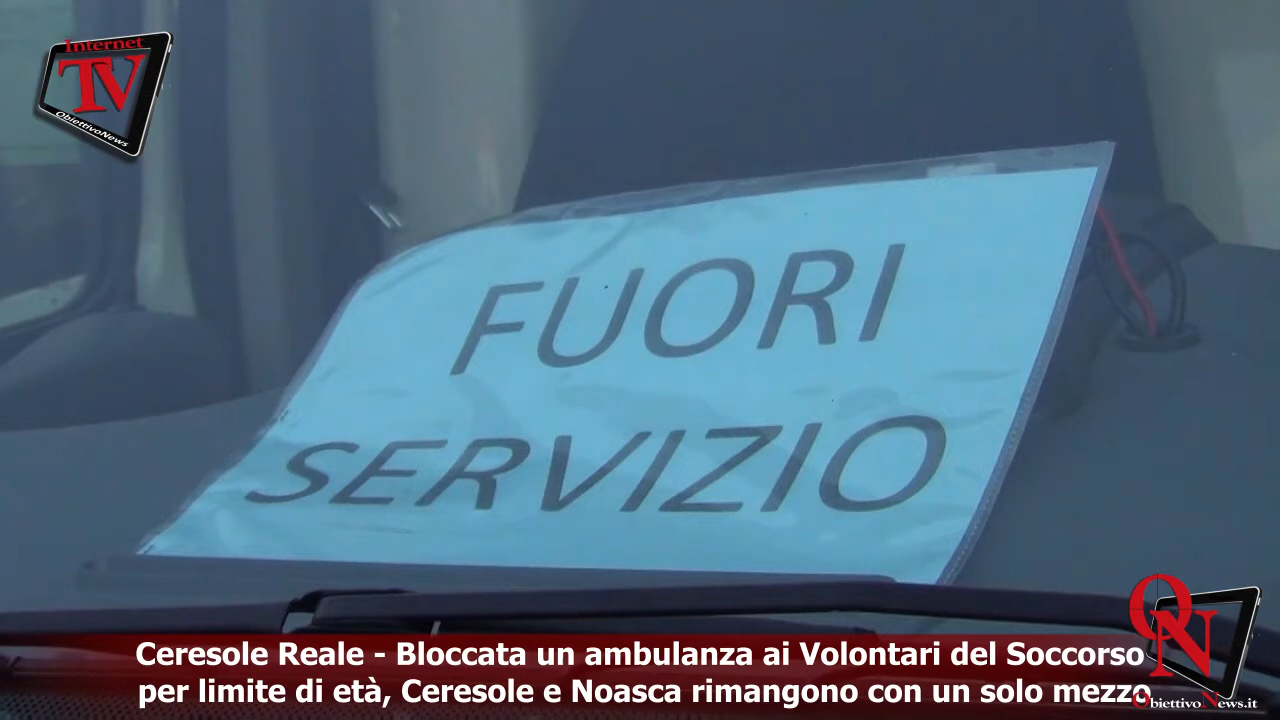 Internet
TV
ObiettivoNews
FUORI
SERVIZIO
Ceresole Reale - Bloccata un ambulanza ai Volontari del Soccorso
per limite di età, Ceresole e Noasca rimangono con un solo mezzo
ON
ObiettivoNews.it